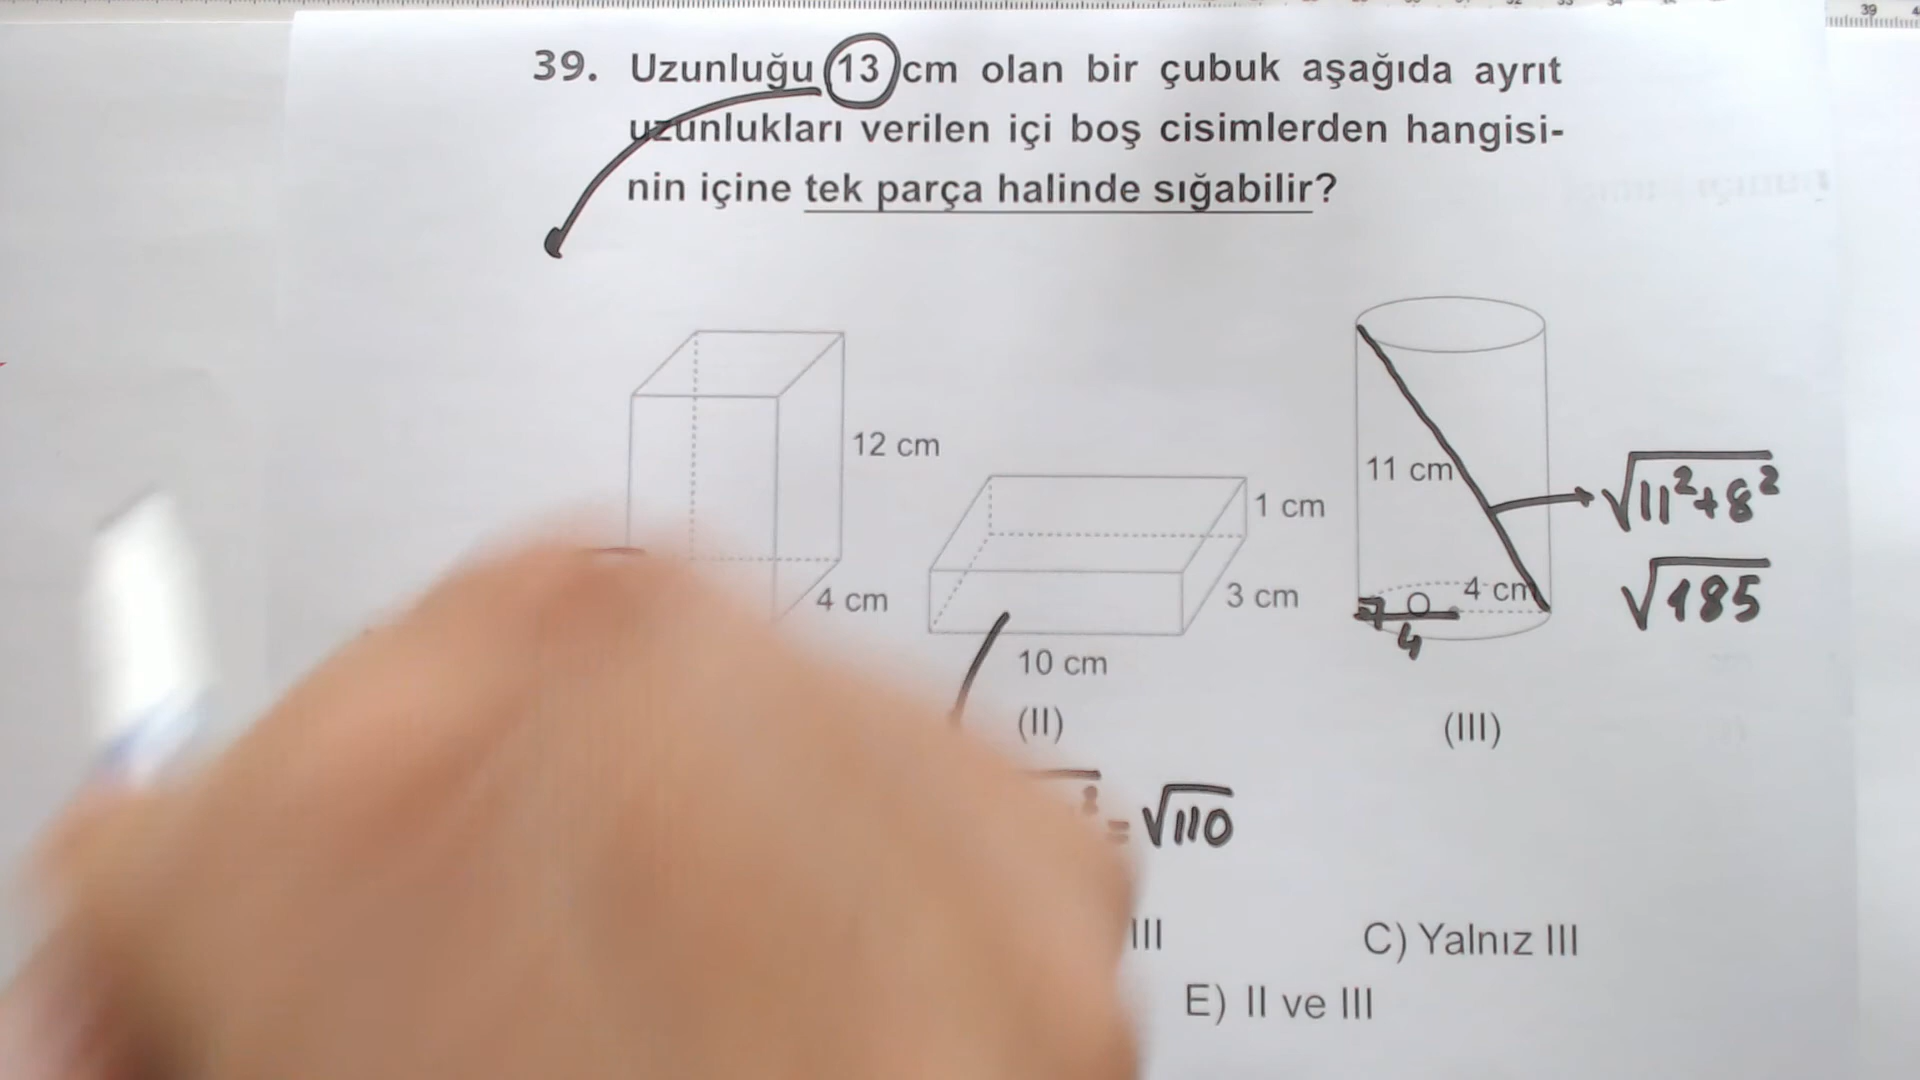 39. Uzunluğu 13 cm olan bir çubuk aşağıda ayrıt
uzunlukları verilen içi boş cisimlerden hangisi-
nin içine tek parça halinde sığabilir?
12 cm
4 cm
1 cm
3 cm
10 cm
(II)
11 cm
4 cm
4
(III)
√11²+8²
√185
= √110
III
C) Yalnız III
E) II ve III
39